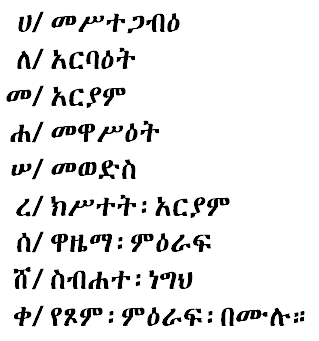 ሀ/ መሥተጋብዕ
ለ/ አርባዕት
መ/ አርያም
ሐ/ መዋሥዕት
ሠ/ መወድስ
ረ/ ክሥተት፡አርያም
ሰ/ ዋዜማ፡ምዕራፍ
ሸ/ ስብሐተ፡ነግህ
ቀ/ የጾም፡ምዕራፍ፡በሙሉ።